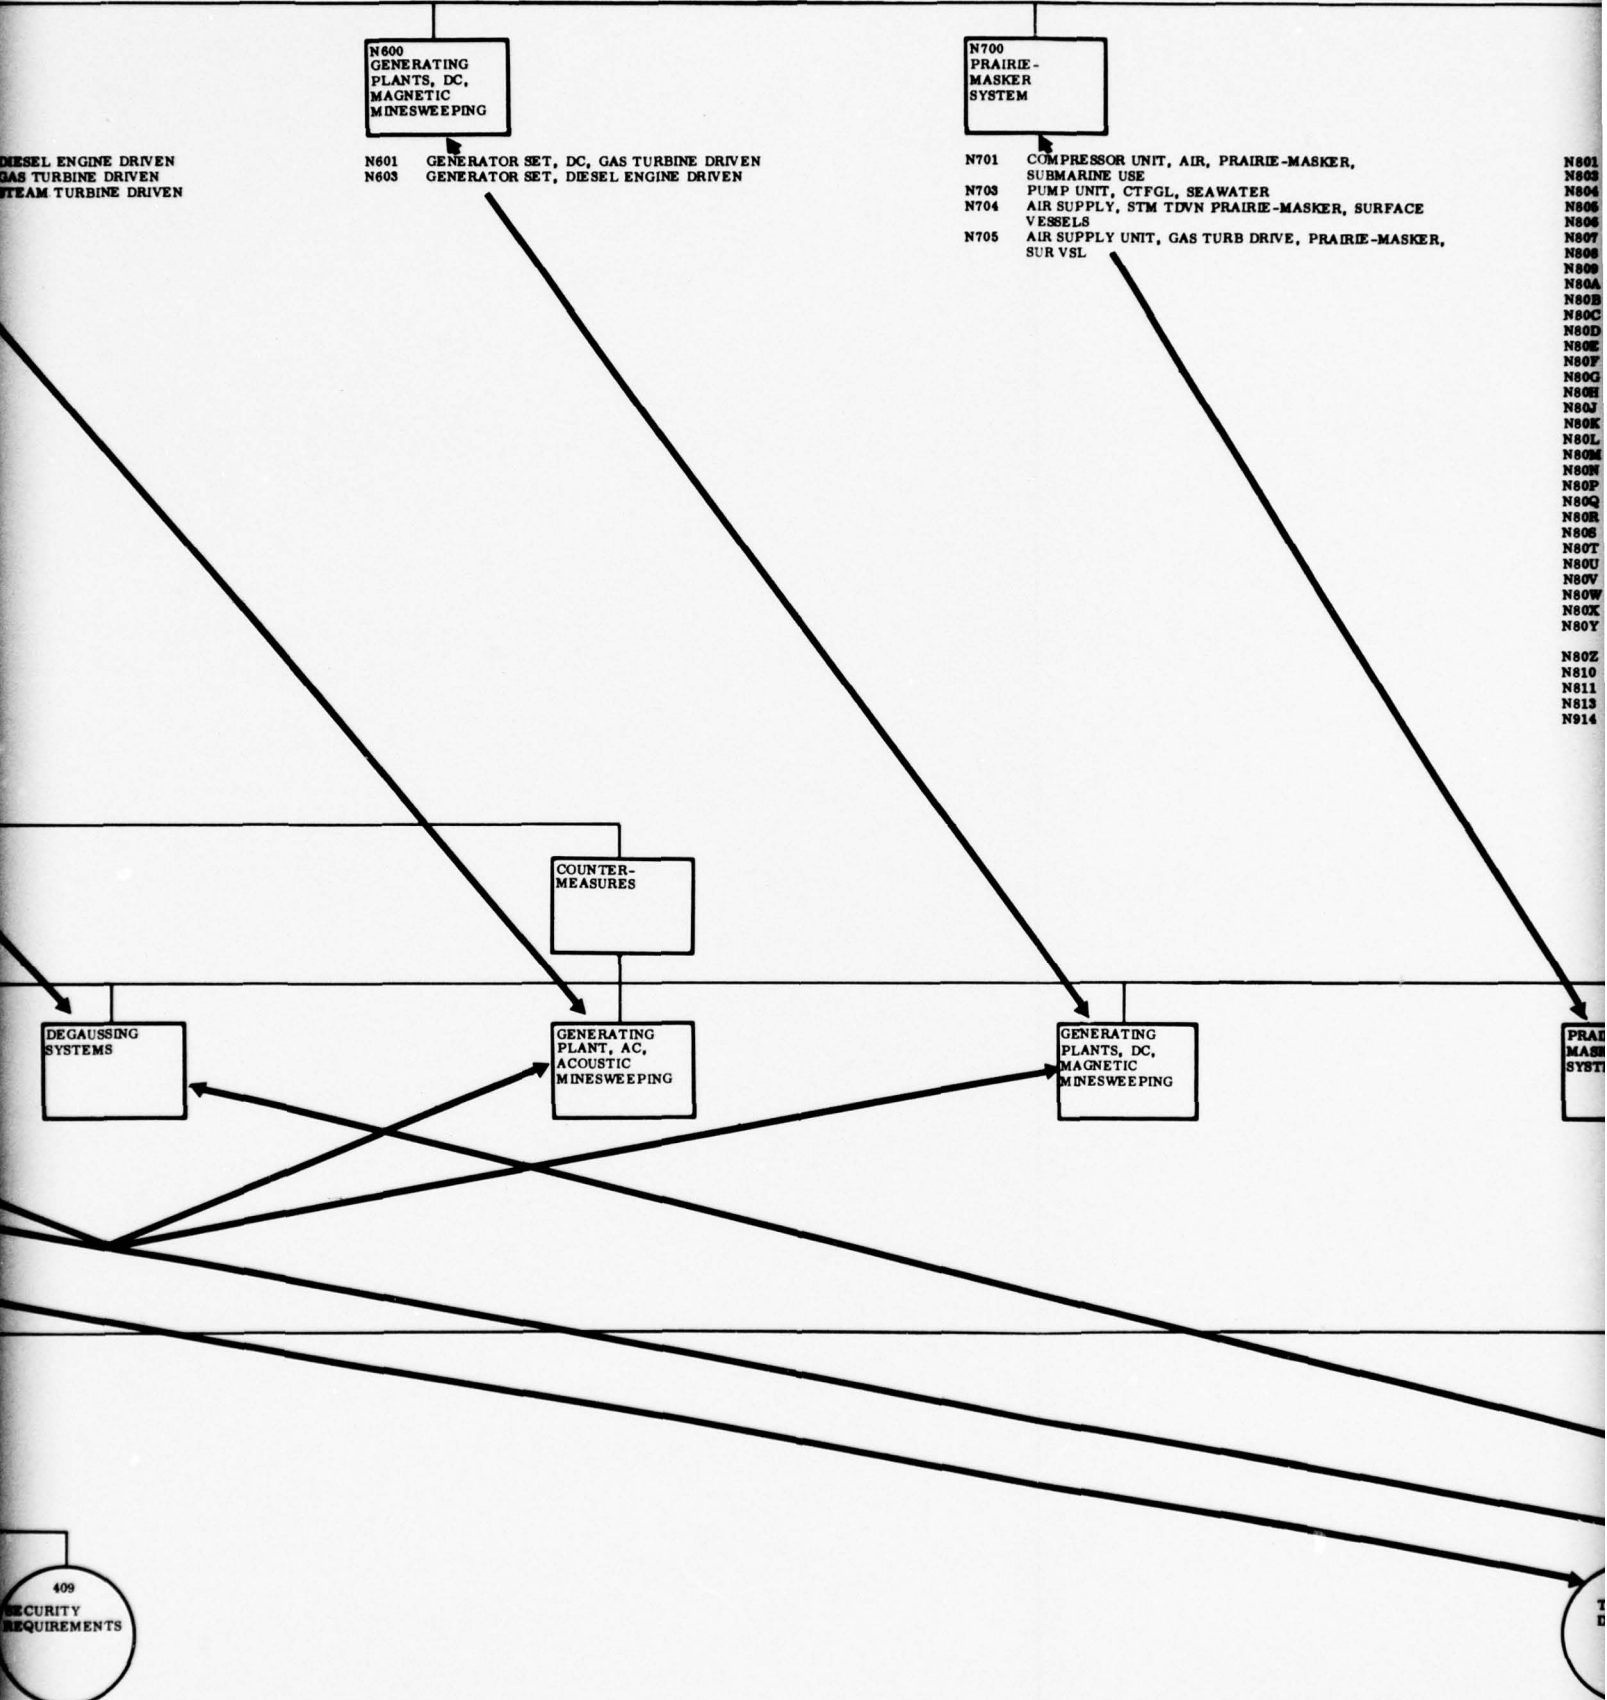 N600
GENERATING
PLANTS, DC,
MAGNETIC
MINESWEEPING
N700
PRAIRIE-
MASKER
SYSTEM
DIESEL ENGINE DRIVEN
GAS TURBINE DRIVEN
STEAM TURBINE DRIVEN
N601 GENERATOR SET, DC, GAS TURBINE DRIVEN
N603 GENERATOR SET, DIESEL ENGINE DRIVEN
N701 COMPRESSOR UNIT, AIR, PRAIRIE-MASKER,
SUBMARINE USE
N703 PUMP UNIT, CTFGL, SEAWATER
N704 AIR SUPPLY, STM TDVN PRAIRIE-MASKER, SURFACE
VESSELS
N705 AIR SUPPLY UNIT, GAS TURB DRIVE, PRAIRIE-MASKER,
SUR VSL
N801
N803
N804
N805
N806
N807
N808
N809
N80A
N80B
N80C
N80D
N80E
N80F
N80G
N80H
N80J
N80K
N80L
N80M
N80N
N80P
N80Q
N80R
N80S
N80T
N80U
N80V
N80W
N80X
N80Y
N80Z
N810
N811
N813
N914
COUNTER-
MEASURES
DEGAUSSING
SYSTEMS
GENERATING
PLANT, AC,
ACOUSTIC
MINESWEEPING
GENERATING
PLANTS, DC,
MAGNETIC
MINESWEEPING
409
SECURITY
REQUIREMENTS